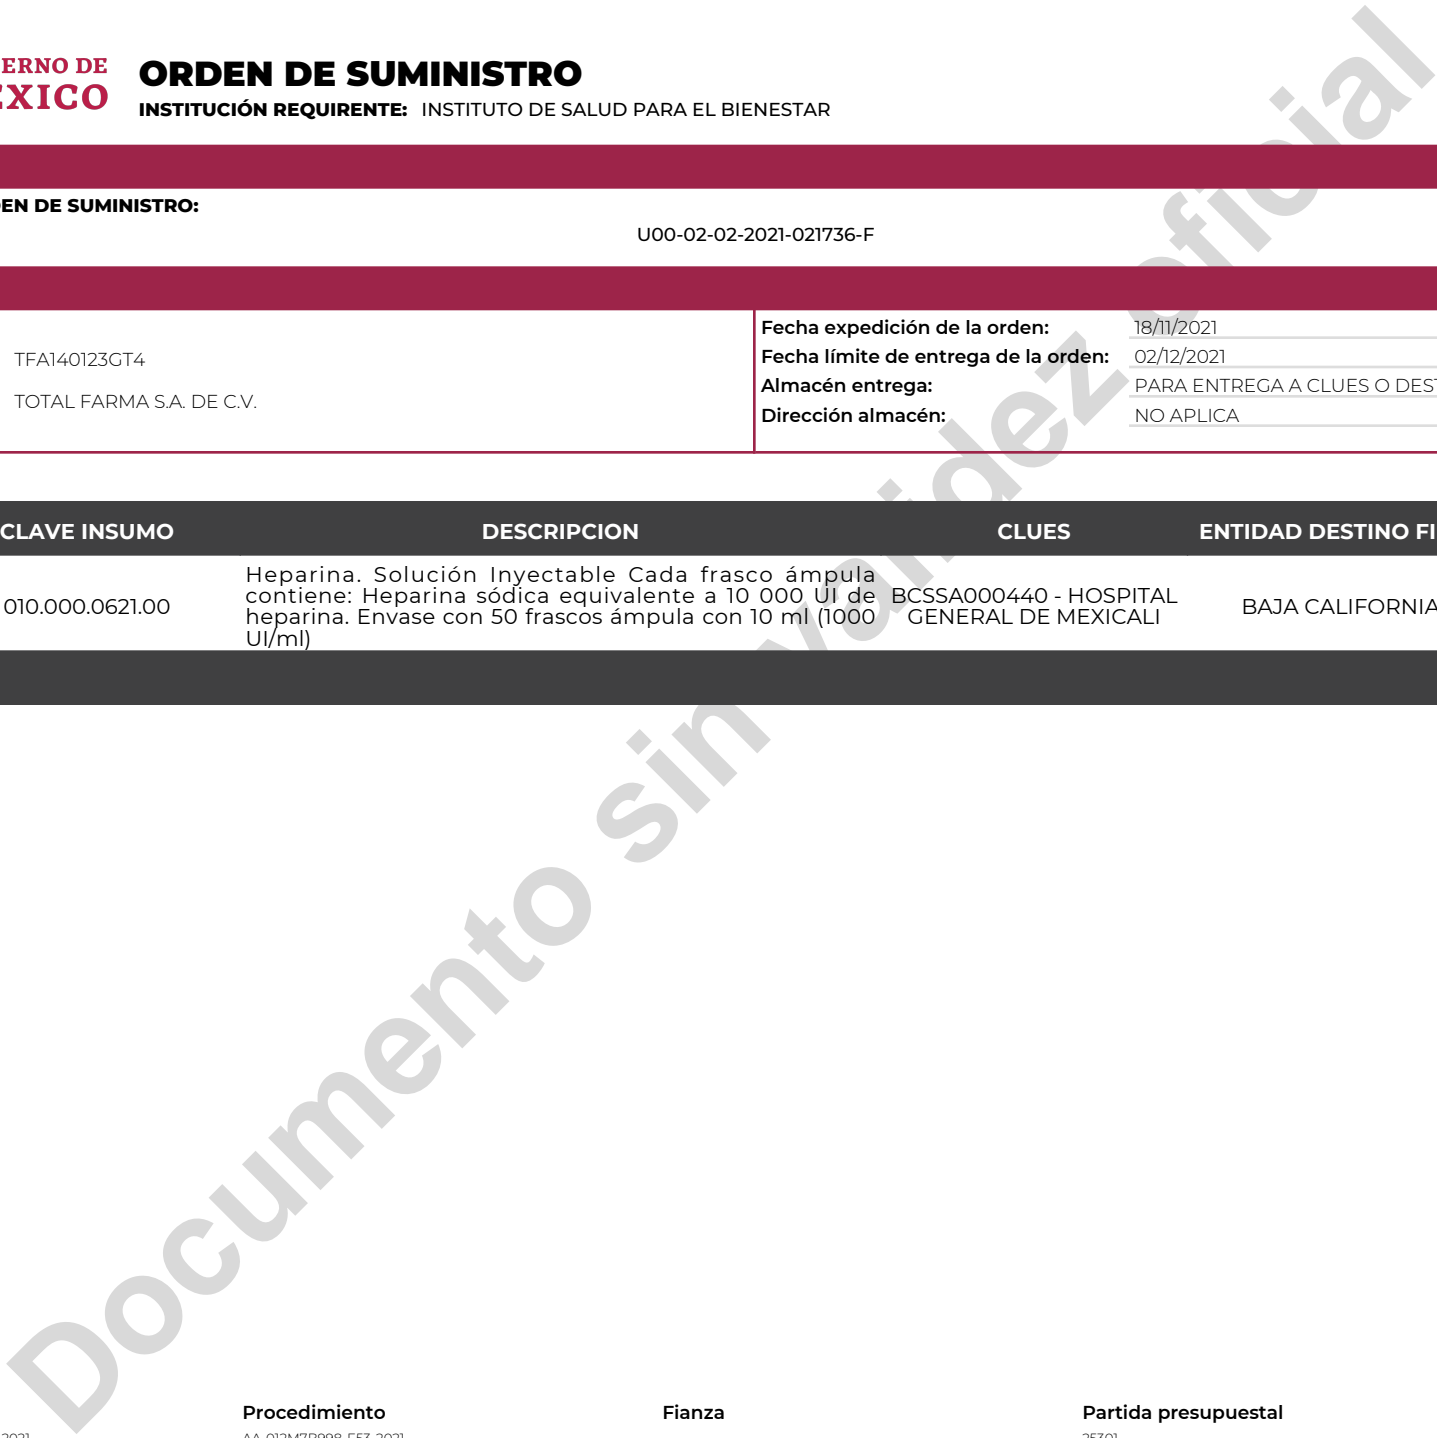 ERNO DE
EXICO
ORDEN DE SUMINISTRO
INSTITUCIÓN REQUIRENTE: INSTITUTO DE SALUD PARA EL BIENESTAR
EN DE SUMINISTRO:
U00-02-02-2021-021736-F
TFA140123GT4
TOTAL FARMA S.A. DE C.V.
Fecha expedición de la orden: 18/11/2021
Fecha límite de entrega de la orden: 02/12/2021
Almacén entrega: PARA ENTREGA A CLUES O DEST
Dirección almacén: NO APLICA
CLAVE INSUMO DESCRIPCION CLUES ENTIDAD DESTINO FI
010.000.0621.00
Heparina. Solución Inyectable Cada frasco ámpula
contiene: Heparina sódica equivalente a 10 000 UI de
heparina. Envase con 50 frascos ámpula con 10 ml (1000
UI/ml)
BCSSA000440 - HOSPITAL
GENERAL DE MEXICALI
BAJA CALIFORNIA
Documento sin validez oficial
Procedimiento Fianza Partida presupuestal